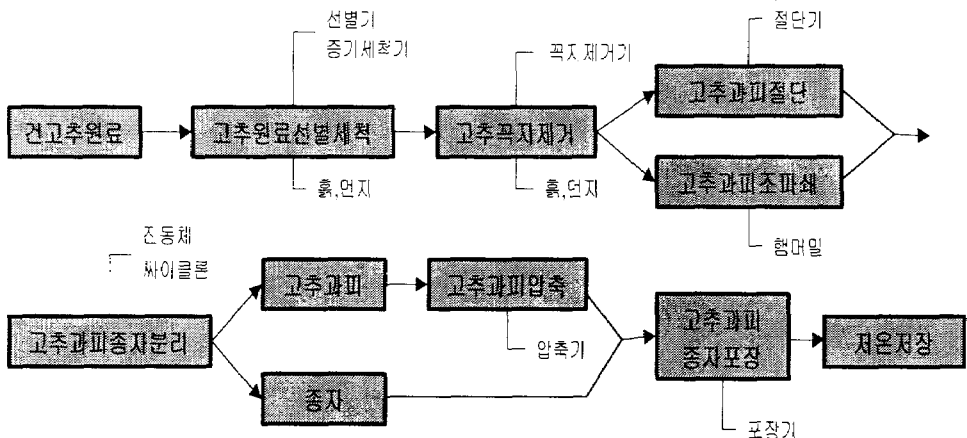 선별기
증기세척기
절단기
꼭지제거기
건고추원료
고추원료선별세척
고추꼭지제거
고추과피절단
고추과피조파쇄
흙,먼지
흙,먼지
햄머밀
진동체
싸이클론
고추과피종자분리
고추과피
고추과피압축
압축기
종자
고추과피
종자포장
포장기
저온저장